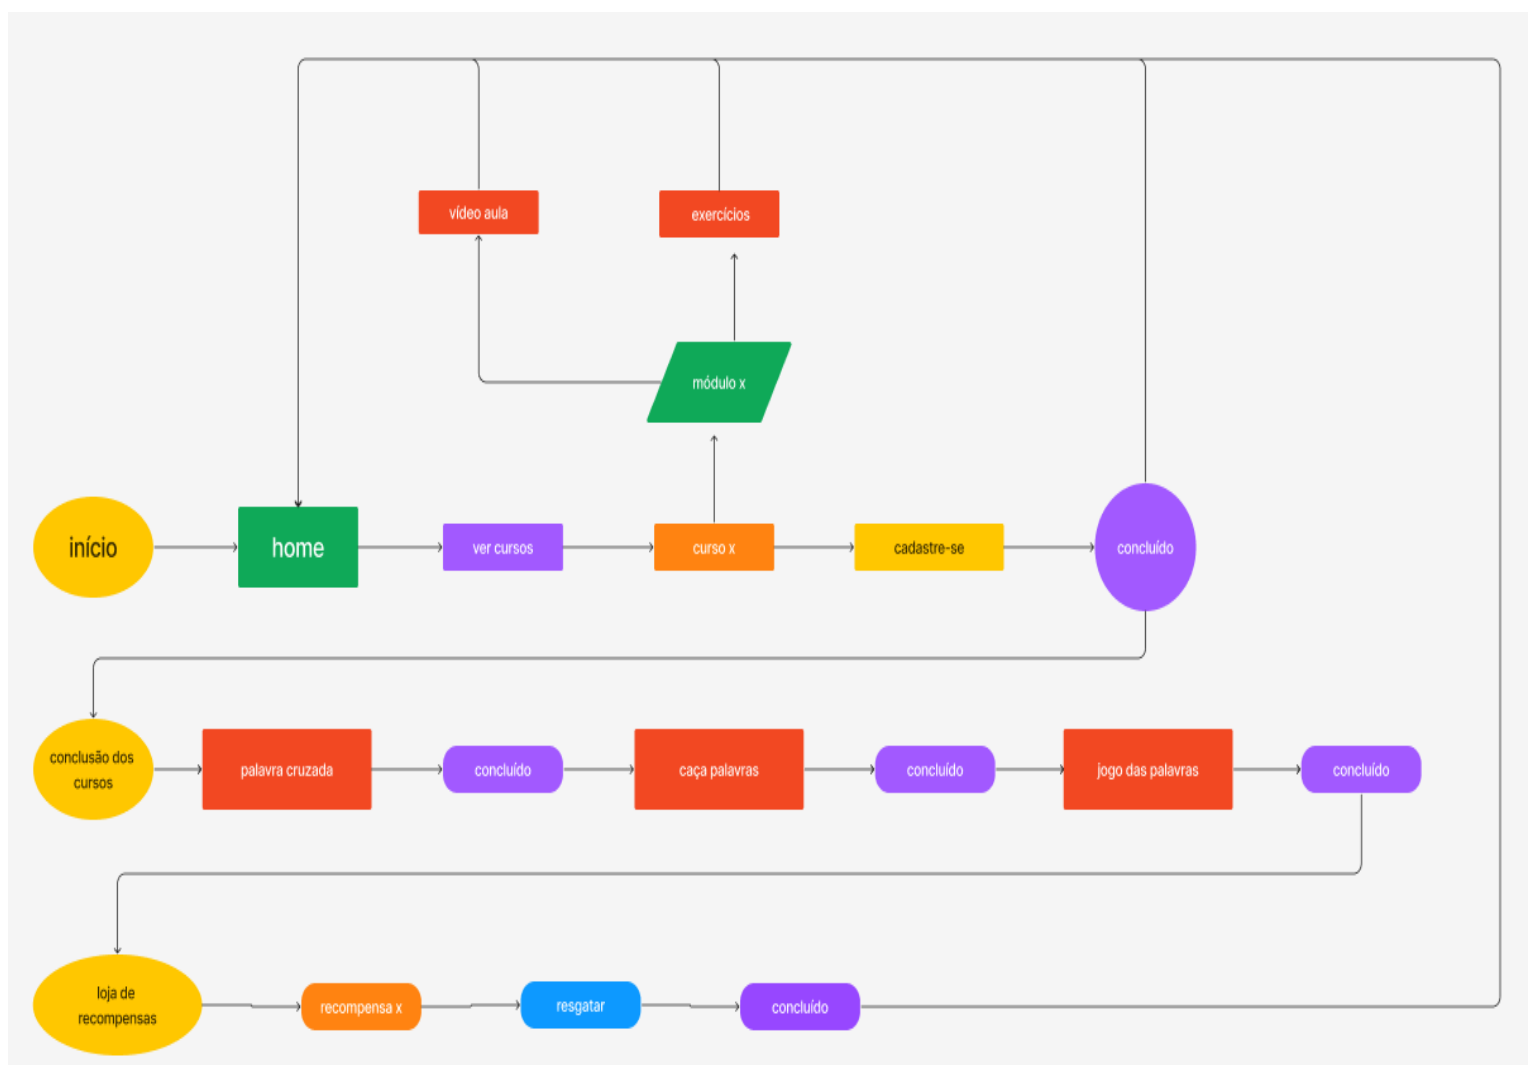 vídeo aula
exercícios
módulo x
início
home
ver cursos
curso x
cadastre-se
concluído
conclusão dos
cursos
palavra cruzada
concluído
caça palavras
concluído
jogo das palavras
concluído
loja de
recompensas
recompensa x
resgatar
concluído